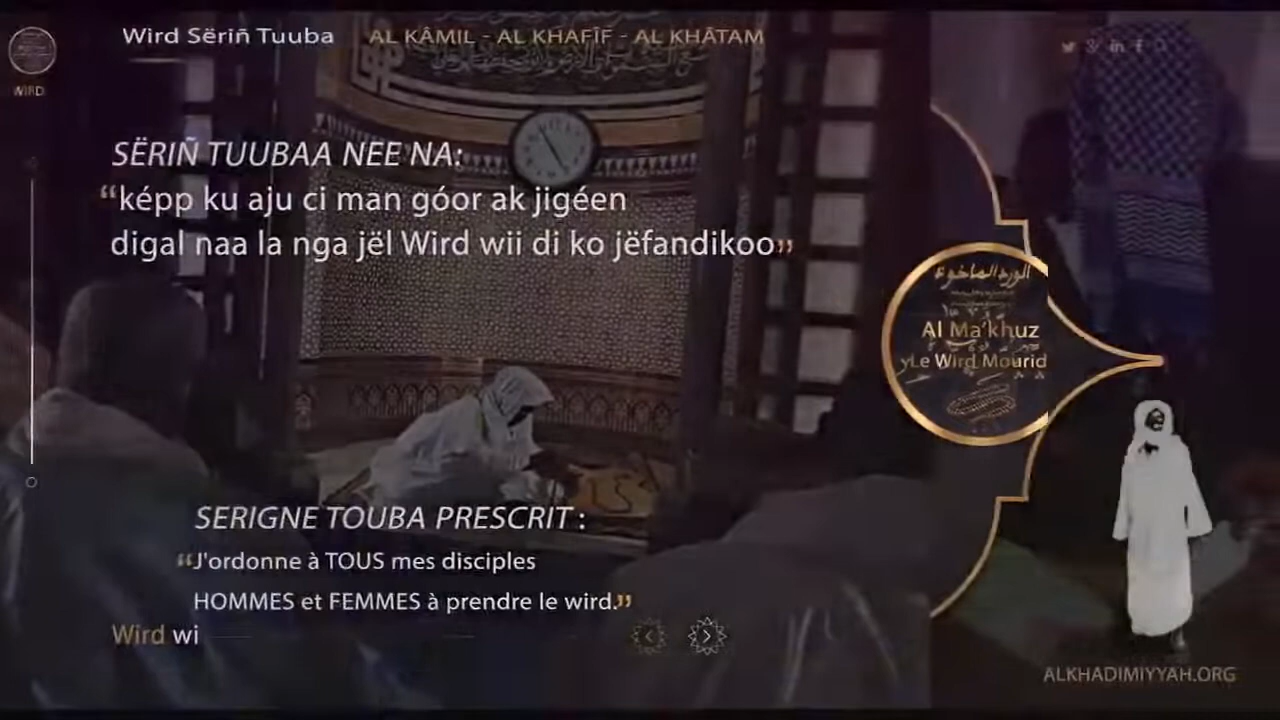 Wird Sëriñ Tuuba
AL KÂMIL - AL KHAFÎF - AL KHÂTAM
WIRD
SËRIÑ TUUBAA NEE NA:
“képp ku aju ci man góor ak jigéen
digal naa la nga jël Wird wii di ko jëfandikoo”
الورد الماخوذ
Al Ma'khuz
Le Wird Mourid
SERIGNE TOUBA PRESCRIT :
“J'ordonne à TOUS mes disciples
HOMMES et FEMMES à prendre le wird.”
Wird wi
ALKHADIMIYYAH.ORG